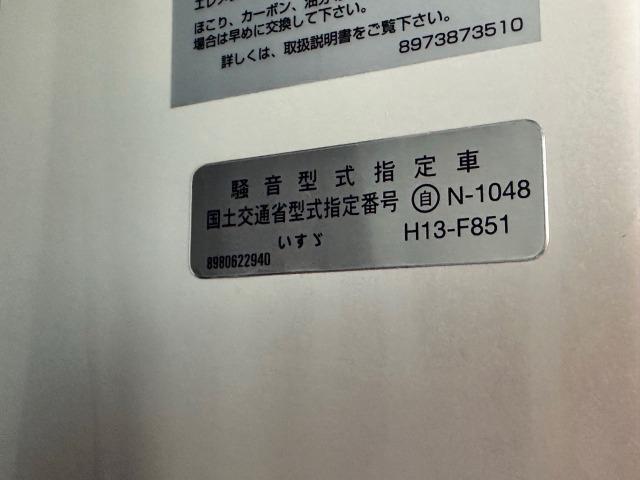 ほこり、カーボン、油分
場合は早めに交換して下さい。
詳しくは、取扱説明書をご覧下さい。
8973873510
騒音型式指定車
国土交通省型式指定番号 自 N-1048
いすゞ H13-F851
8980622940